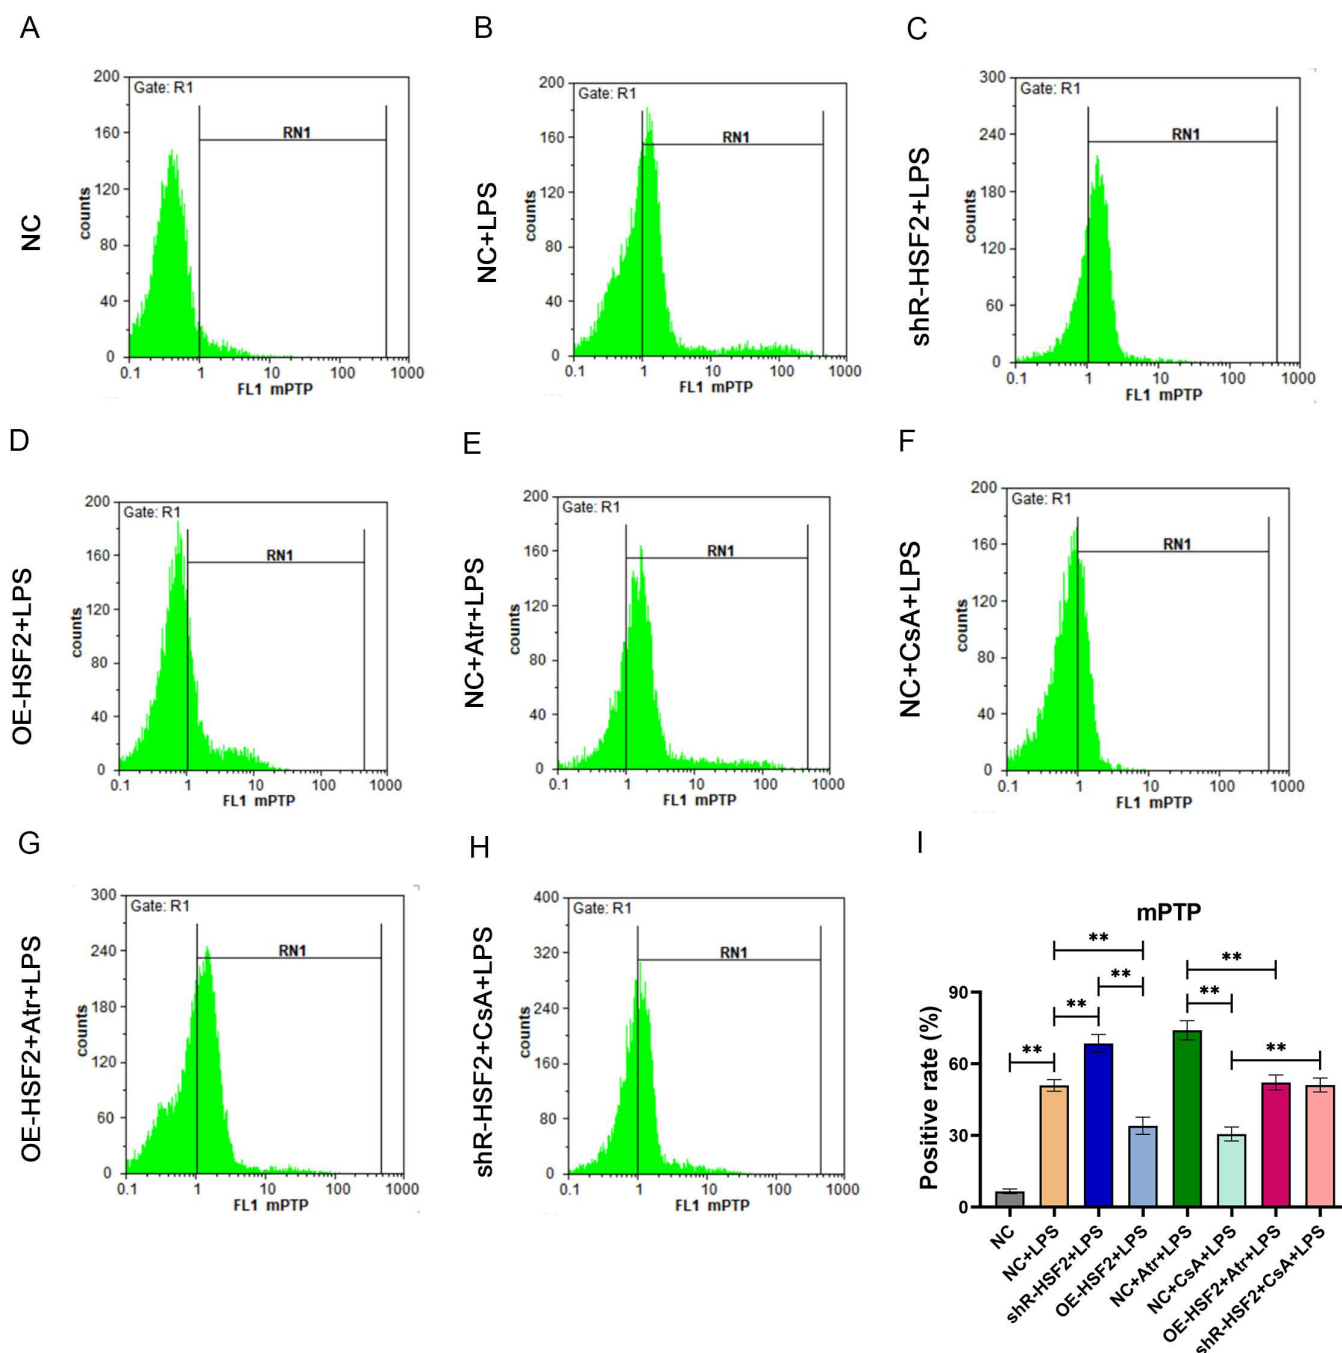 A
NC
Gate: R1
RN1
counts
200
160
120
80
40
0
0.1 1 10 100 1000
FL1 mPTP
B
NC+LPS
Gate: R1
RN1
counts
200
160
120
80
40
0
0.1 1 10 100 1000
FL1 mPTP
C
shR-HSF2+LPS
Gate: R1
RN1
counts
300
240
180
120
60
0
0.1 1 10 100 1000
FL1 mPTP
D
OE-HSF2+LPS
Gate: R1
RN1
counts
200
160
120
80
40
0
0.1 1 10 100 1000
FL1 mPTP
E
NC+Atr+LPS
Gate: R1
RN1
counts
200
160
120
80
40
0
0.1 1 10 100 1000
FL1 mPTP
F
NC+CsA+LPS
Gate: R1
RN1
counts
200
160
120
80
40
0
0.1 1 10 100 1000
FL1 mPTP
G
OE-HSF2+Atr+LPS
Gate: R1
RN1
counts
300
240
180
120
60
0
0.1 1 10 100 1000
FL1 mPTP
H
shR-HSF2+CsA+LPS
Gate: R1
RN1
counts
400
320
240
160
80
0
0.1 1 10 100 1000
FL1 mPTP
I
mPTP
Positive rate (%)
90
60
30
0
**
**
**
**
**
**
**
NC
NC+LPS
shR-HSF2+LPS
OE-HSF2+LPS
NC+Atr+LPS
NC+CsA+LPS
OE-HSF2+Atr+LPS
shR-HSF2+CsA+LPS